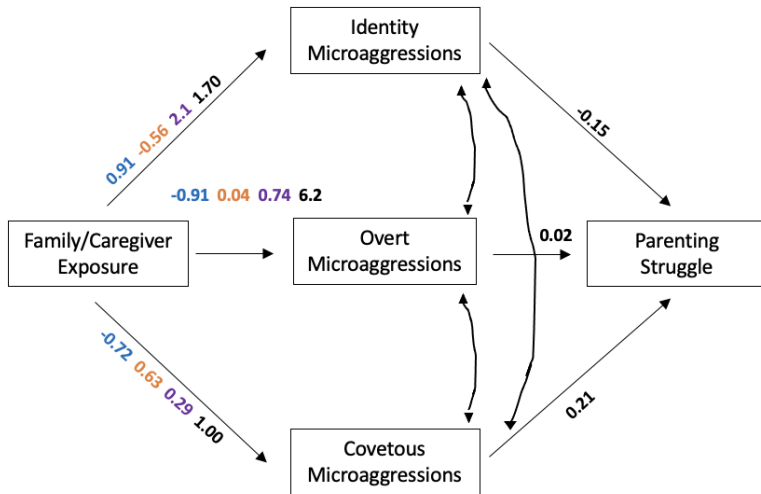 Identity
Microaggressions
0.91 -0.56 2.1 1.70
-0.15
-0.91 0.04 0.74 6.2
Family/Caregiver
Exposure
Overt
Microaggressions
0.02
Parenting
Struggle
-0.72 0.63 0.29 1.00
0.21
Covetous
Microaggressions